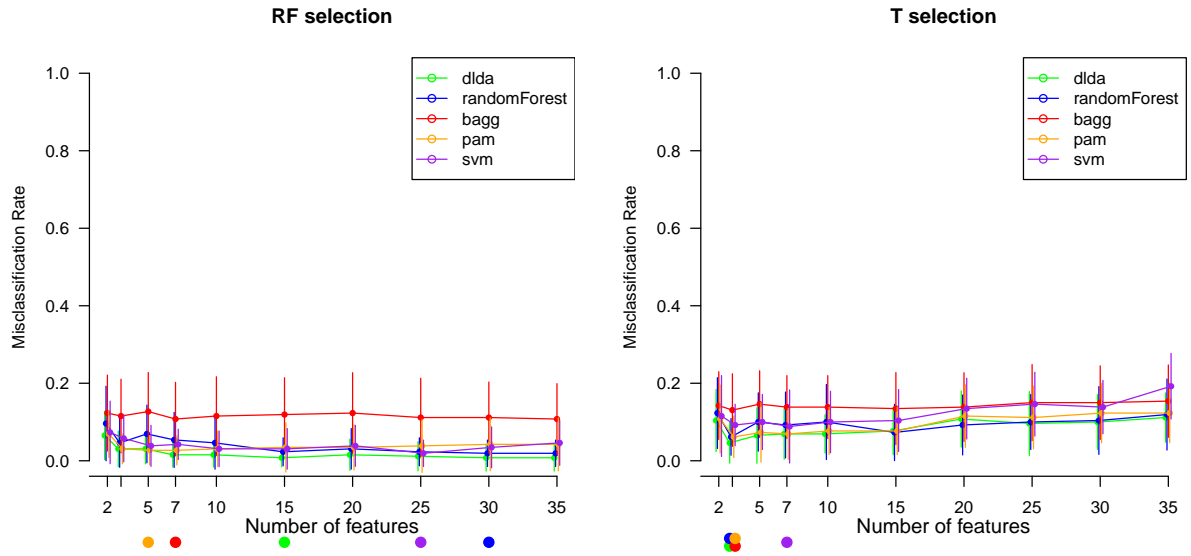 RF selection
1.0
0.8
0.6
0.4
0.2
0.0
Misclassification Rate
dlda
randomForest
bagg
pam
svm
2 5 7 10 15 20 25 30 35
Number of features
T selection
1.0
0.8
0.6
0.4
0.2
0.0
Misclassification Rate
dlda
randomForest
bagg
pam
svm
2 5 7 10 15 20 25 30 35
Number of features